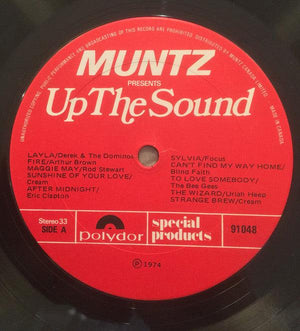 UNAUTHORIZED COPYING, PUBLIC PERFORMANCE AND BROADCASTING OF THIS RECORD ARE PROHIBITED. DISTRIBUTED BY MUNTZ CANADA LIMITED. MADE IN CANADA.
MUNTZ
PRESENTS
Up The Sound
LAYLA/Derek & The Dominos
FIRE/Arthur Brown
MAGGIE MAY/Rod Stewart
SUNSHINE OF YOUR LOVE/
Cream
AFTER MIDNIGHT/
Eric Clapton
SYLVIA/Focus
CAN'T FIND MY WAY HOME/
Blind Faith
TO LOVE SOMEBODY/
The Bee Gees
THE WIZARD/Uriah Heep
STRANGE BREW/Cream
Stereo 33
SIDE A
polydor
special
products
91048
℗ 1974